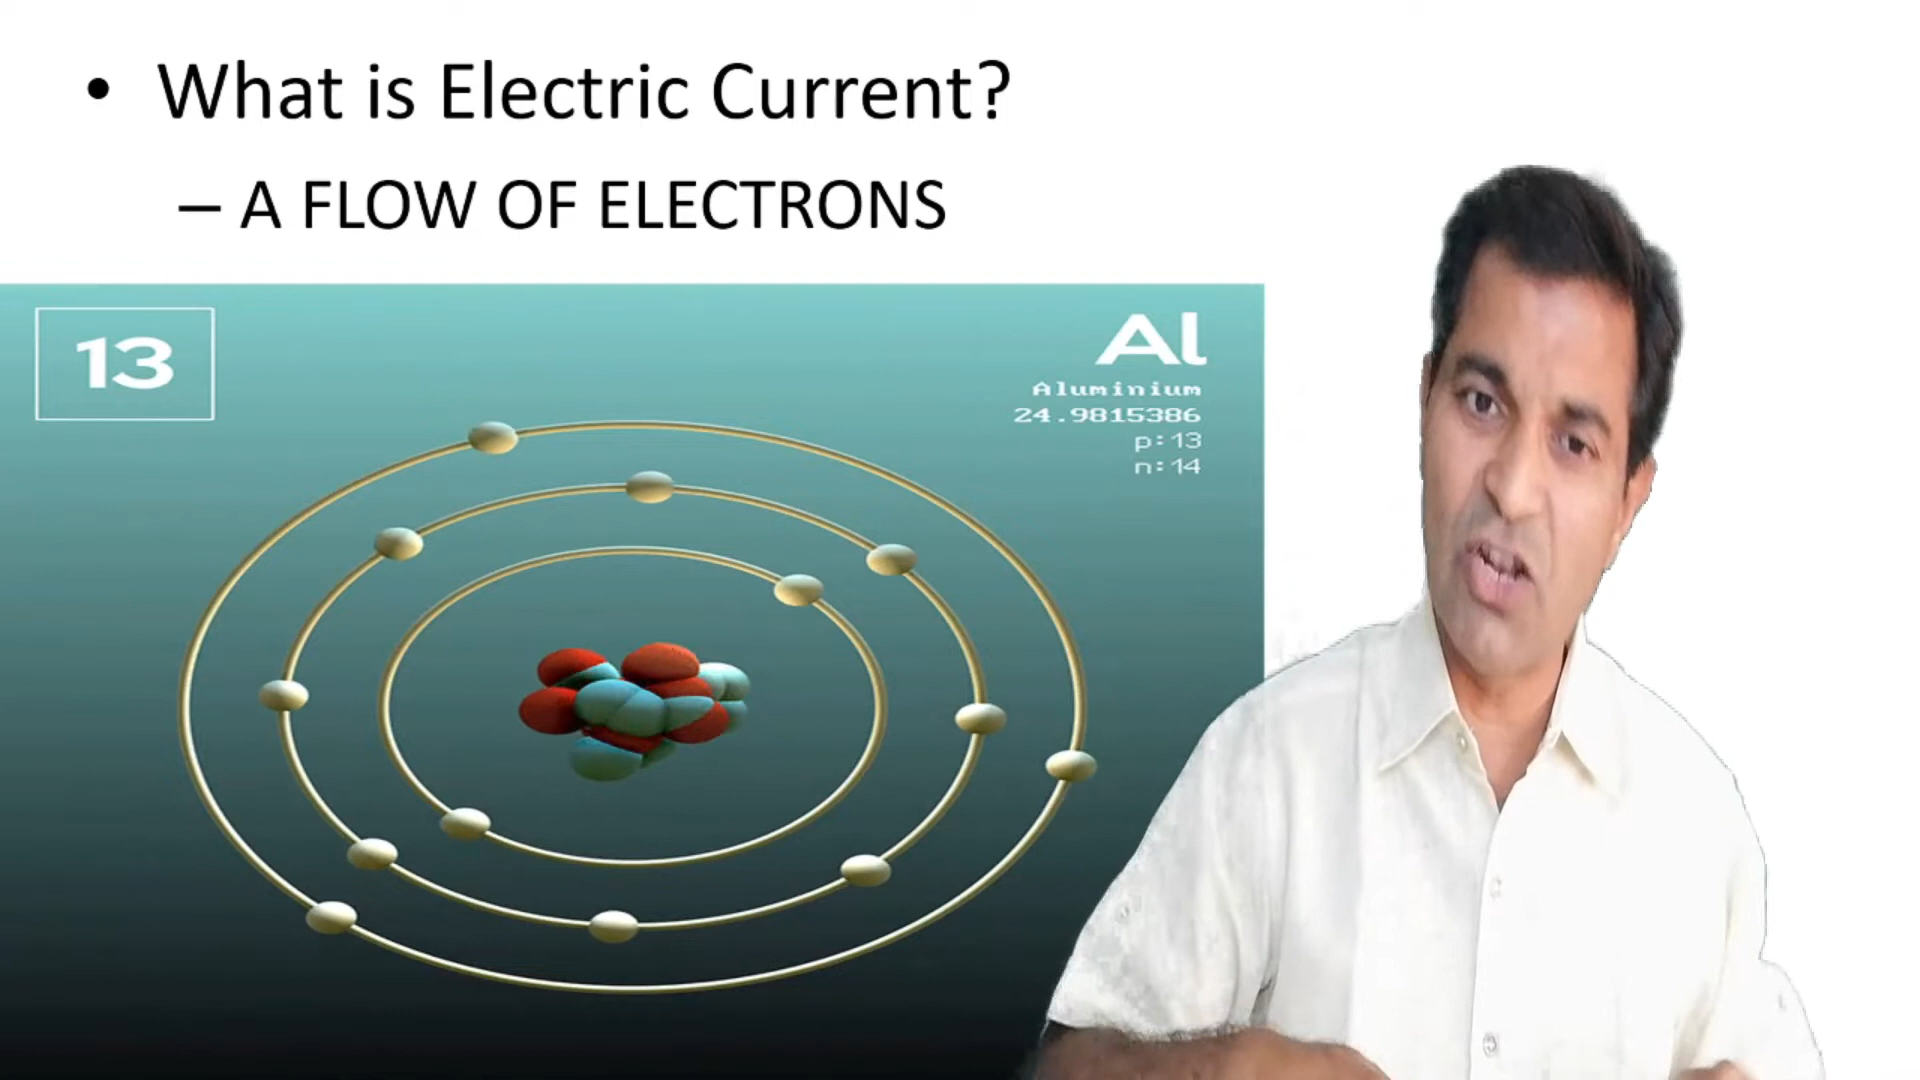 • What is Electric Current?
– A FLOW OF ELECTRONS
13
Al
Aluminium
24.9815386
p:13
n:14